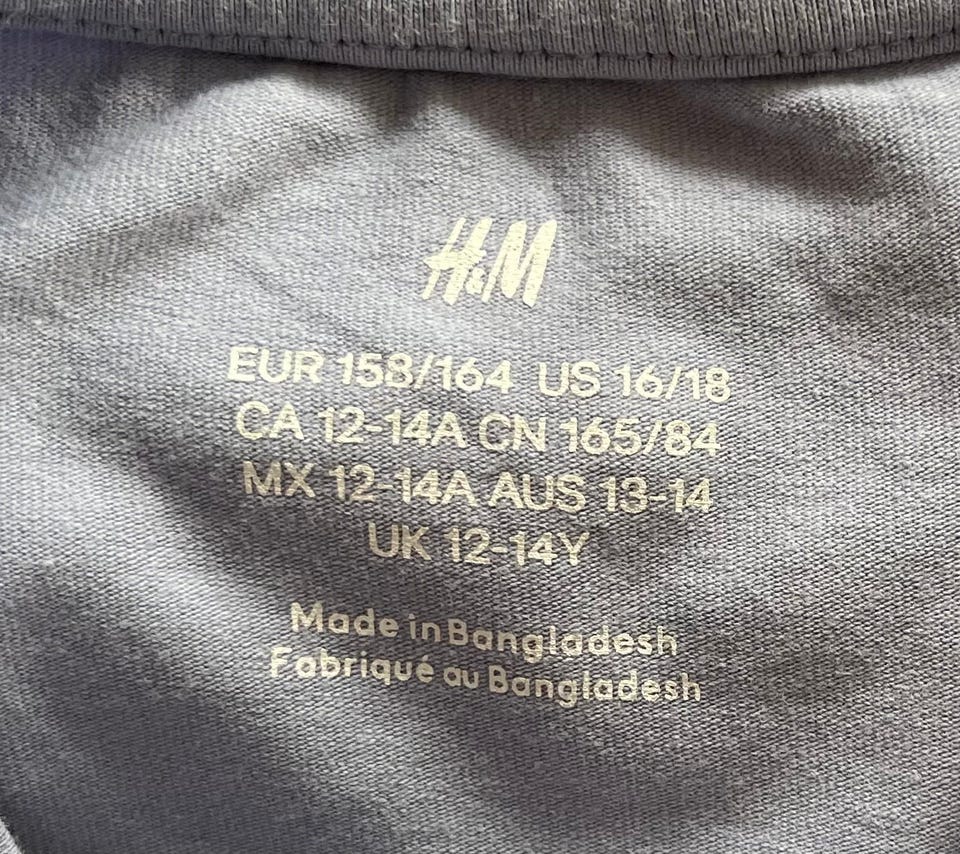 H&M
EUR 158/164 US 16/18
CA 12-14A CN 165/84
MX 12-14A AUS 13-14
UK 12-14Y
Made in Bangladesh
Fabriqué au Bangladesh